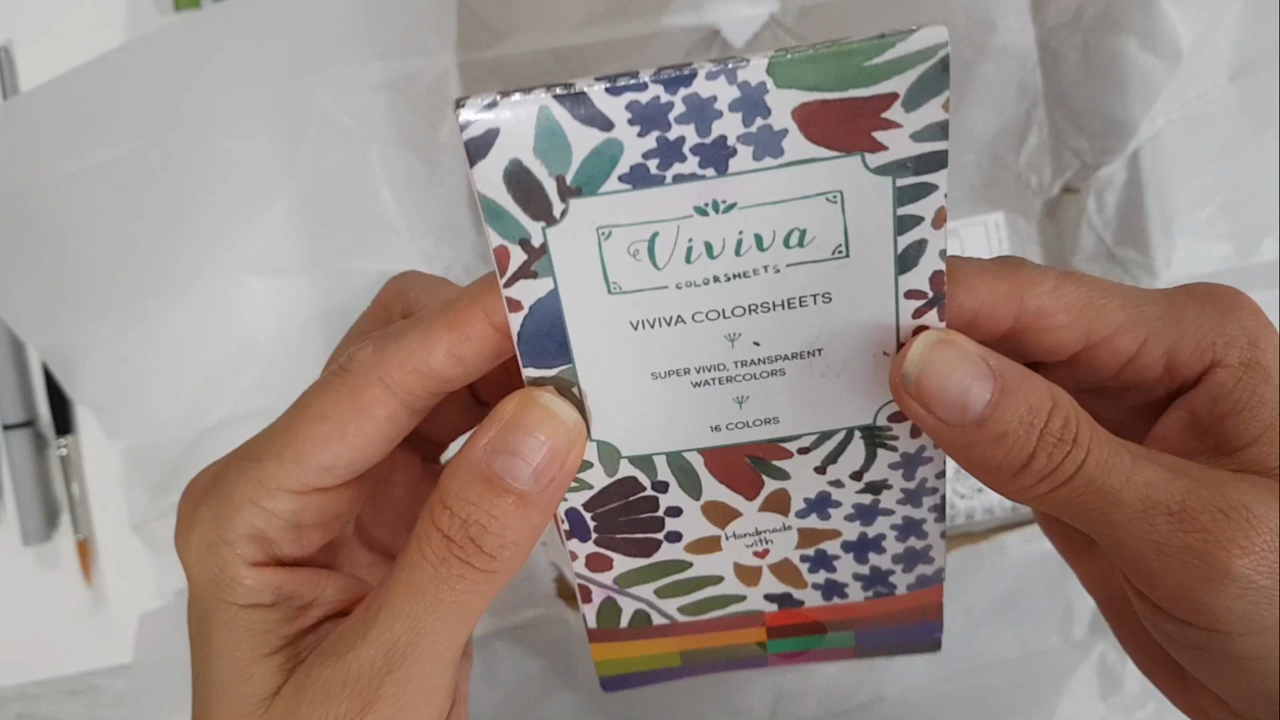 Viviva
COLORSHEETS
VIVIVA COLORSHEETS
SUPER VIVID, TRANSPARENT
WATERCOLORS
16 COLORS
Handmade
with